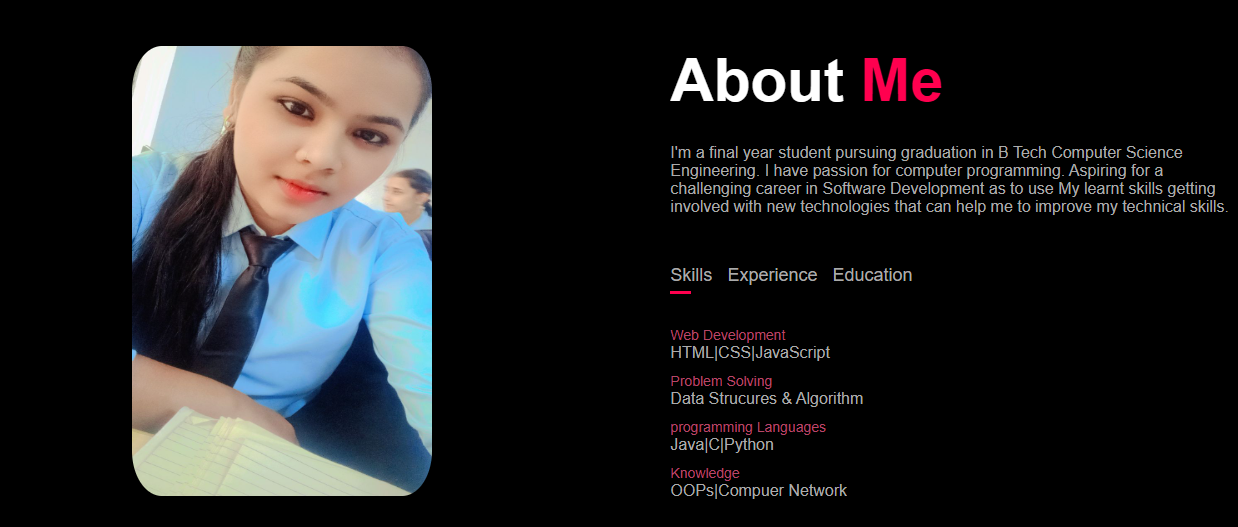 About Me
I'm a final year student pursuing graduation in B Tech Computer Science
Engineering. I have passion for computer programming. Aspiring for a
challenging career in Software Development as to use My learnt skills getting
involved with new technologies that can help me to improve my technical skills.
Skills Experience Education
Web Development
HTML|CSS|JavaScript
Problem Solving
Data Strucures & Algorithm
programming Languages
Java|C|Python
Knowledge
OOPs|Compuer Network